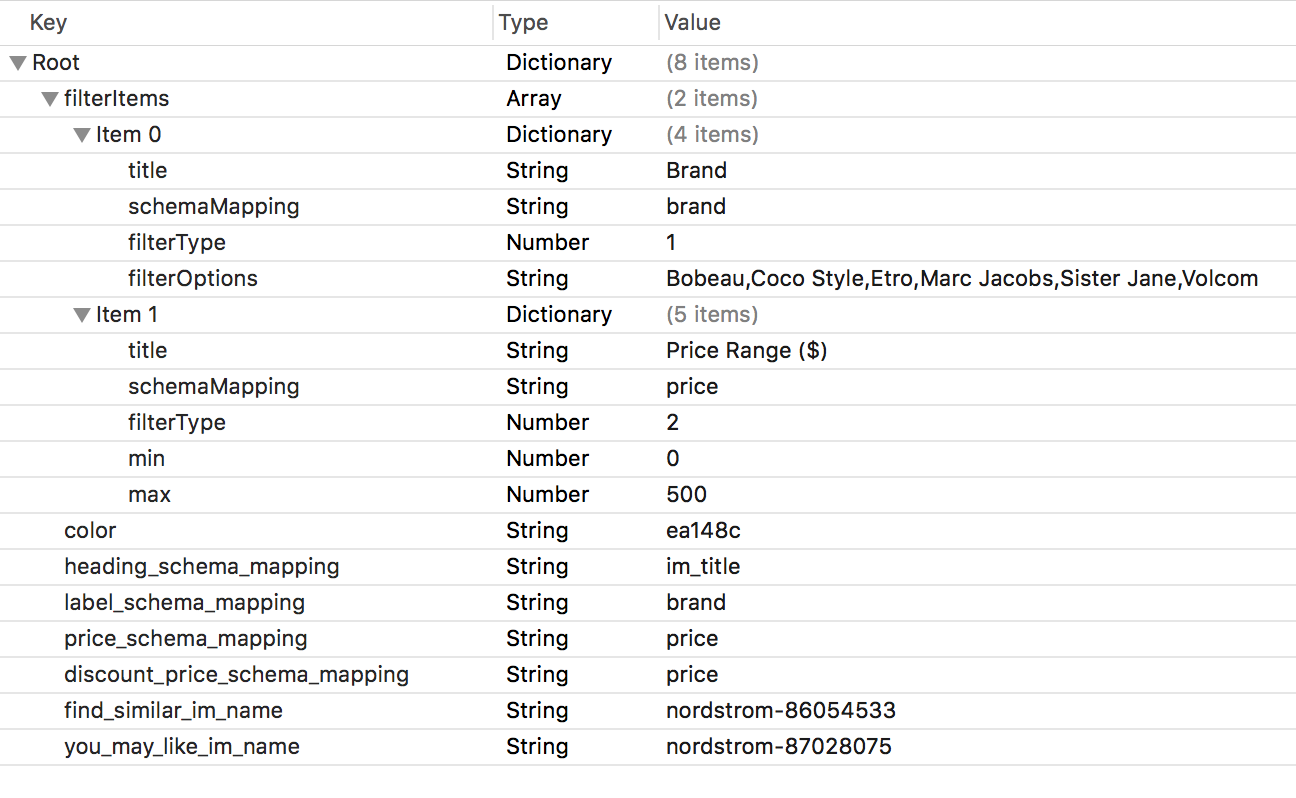 Key Type Value
Root Dictionary (8 items)
filterItems Array (2 items)
Item 0 Dictionary (4 items)
title String Brand
schemaMapping String brand
filterType Number 1
filterOptions String Bobeau,Coco Style,Etro,Marc Jacobs,Sister Jane,Volcom
Item 1 Dictionary (5 items)
title String Price Range ($)
schemaMapping String price
filterType Number 2
min Number 0
max Number 500
color String ea148c
heading_schema_mapping String im_title
label_schema_mapping String brand
price_schema_mapping String price
discount_price_schema_mapping String price
find_similar_im_name String nordstrom-86054533
you_may_like_im_name String nordstrom-87028075